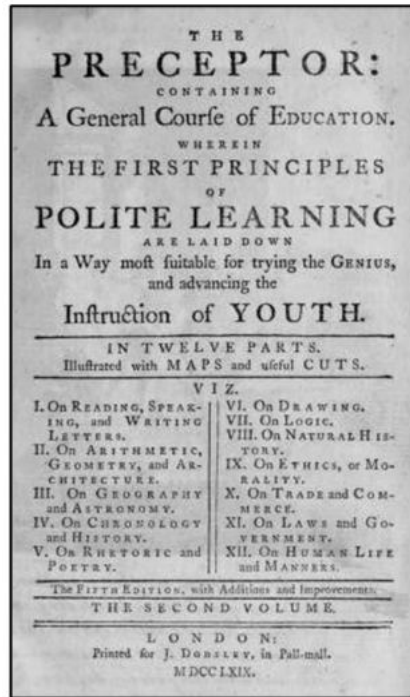 THE
PRECEPTOR:
CONTAINING
A General Courſe of EDUCATION.
WHEREIN
THE FIRST PRINCIPLES
OF
POLITE LEARNING
ARE LAID DOWN
In a Way moſt ſuitable for trying the GENIUS,
and advancing the
Inſtruction of YOUTH.
IN TWELVE PARTS.
Illuſtrated with MAPS and uſeful CUTS.
VIZ.
I. On READING, SPEAK-
ING, and WRITING
LETTERS.
II. On ARITHMETIC,
GEOMETRY, and AR-
CHITECTURE.
III. On GEOGRAPHY
and ASTRONOMY.
IV. On CHRONOLOGY
and HISTORY.
V. On RHETORIC and
POETRY.
VI. On DRAWING.
VII. On LOGIC.
VIII. On NATURAL HIS-
TORY.
IX. On ETHICS, or MO-
RALITY.
X. On TRADE and COM-
MERCE.
XI. On LAWS and GO-
VERNMENT.
XII. On HUMAN LIFE
and MANNERS.
The FIFTH EDITION, with Additions and Improvements.
THE SECOND VOLUME.
LONDON:
Printed for J. DODSLEY, in Pall-mall.
MDCCLXIX.